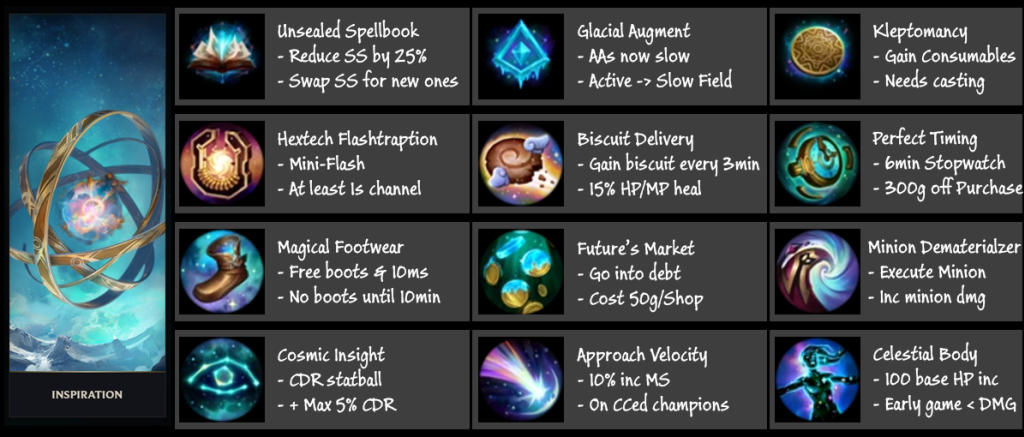 Unsealed Spellbook
- Reduce SS by 25%
- Swap SS for new ones
Glacial Augment
- AAs now slow
- Active -> Slow Field
Kleptomancy
- Gain Consumables
- Needs casting
Hextech Flashtraption
- Mini-Flash
- At least 1s channel
Biscuit Delivery
- Gain biscuit every 3min
- 15% HP/MP heal
Perfect Timing
- 6min Stopwatch
- 300g off Purchase
Magical Footwear
- Free boots & 10ms
- No boots until 10min
Future's Market
- Go into debt
- Cost 50g/Shop
Minion Dematerialzer
- Execute Minion
- Inc minion dmg
Cosmic Insight
- CDR statball
- + Max 5% CDR
Approach Velocity
- 10% inc MS
- On CCed champions
Celestial Body
- 100 base HP inc
- Early game < DMG
INSPIRATION